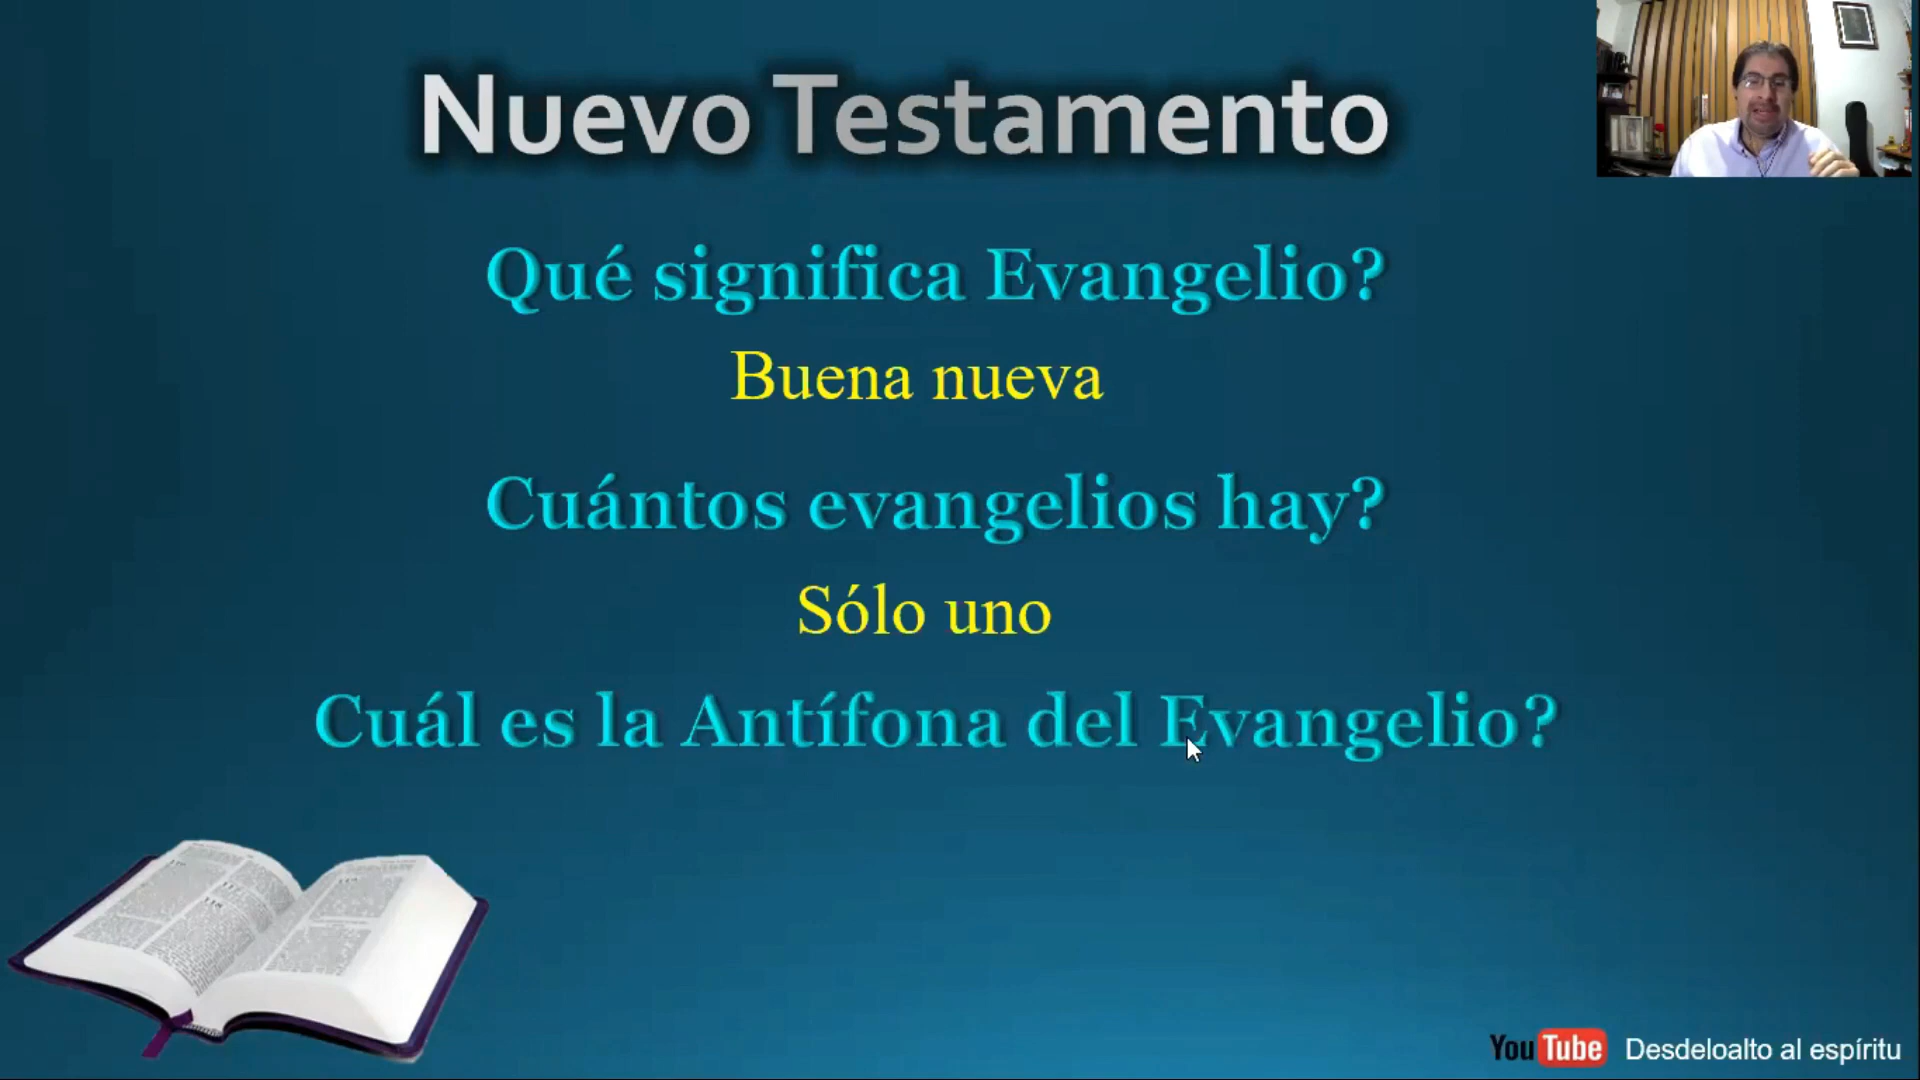 Nuevo Testamento
Qué significa Evangelio?
Buena nueva
Cuántos evangelios hay?
Sólo uno
Cuál es la Antífona del Evangelio?
YouTube Desdeloalto al espíritu